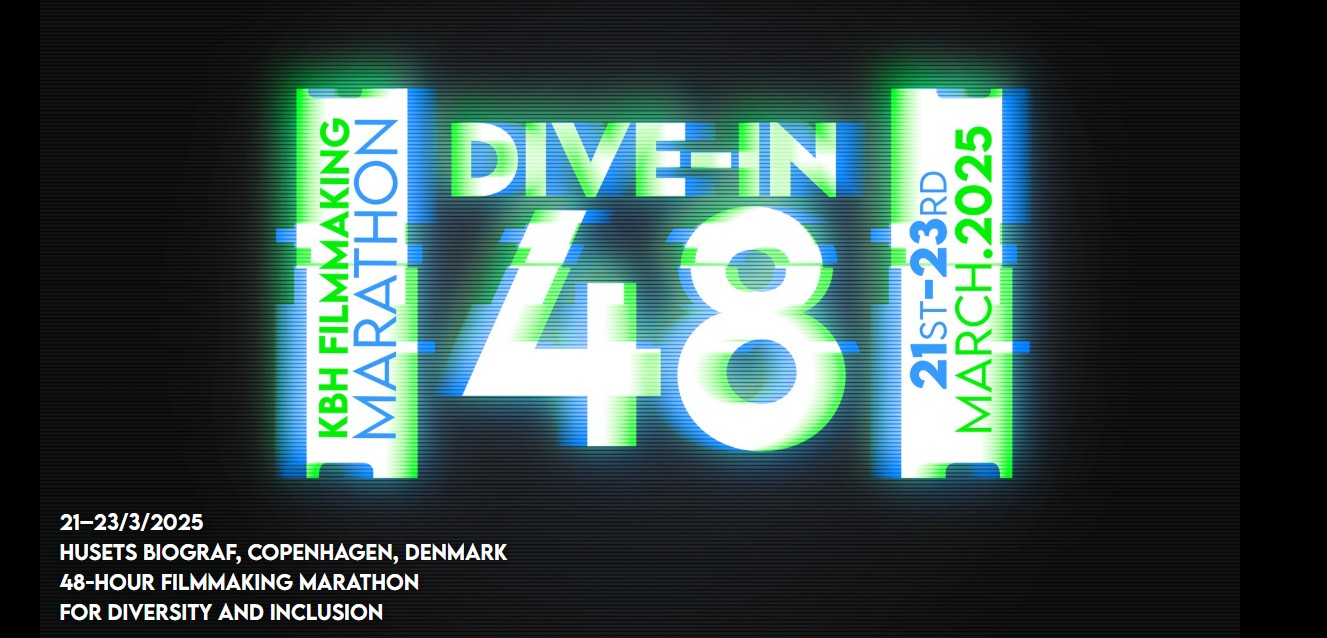 KBH FILMMAKING
MARATHON
DIVE-IN
48
21ST-23RD
MARCH.2025
21–23/3/2025
HUSETS BIOGRAF, COPENHAGEN, DENMARK
48-HOUR FILMMAKING MARATHON
FOR DIVERSITY AND INCLUSION